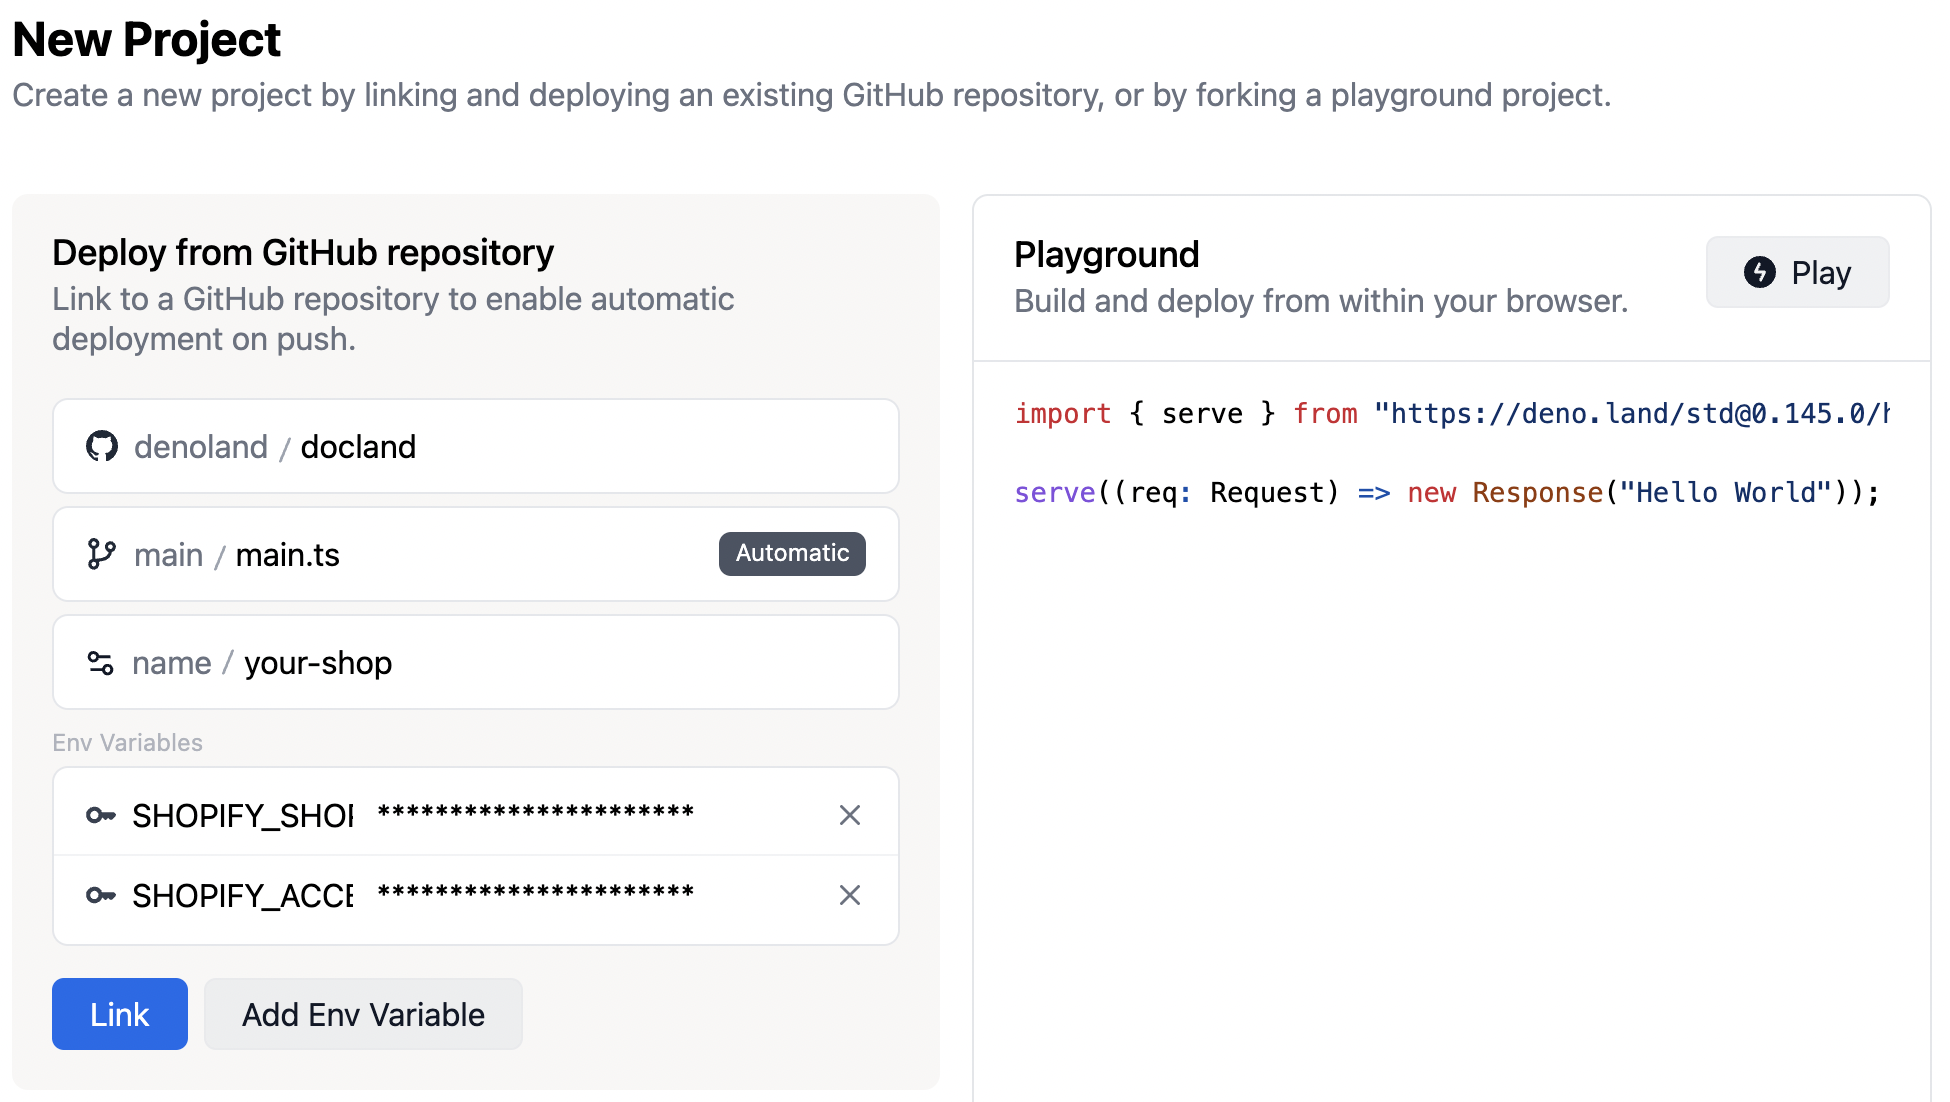 New Project
Create a new project by linking and deploying an existing GitHub repository, or by forking a playground project.
Deploy from GitHub repository
Link to a GitHub repository to enable automatic
deployment on push.
denoland / docland
main / main.ts Automatic
name / your-shop
Env Variables
SHOPIFY_SHOP **********************
SHOPIFY_ACCE **********************
Link Add Env Variable
Playground
Play
Build and deploy from within your browser.
import { serve } from "https://deno.land/std@0.145.0/h
serve((req: Request) => new Response("Hello World"));